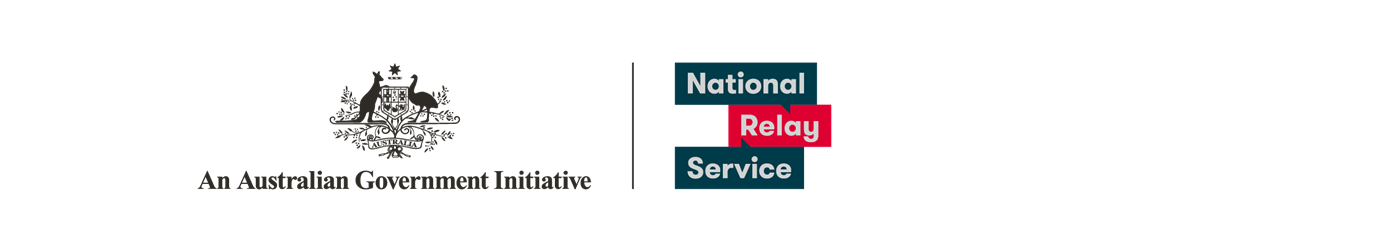 AUSTRALIA
An Australian Government Initiative
National
Relay
Service